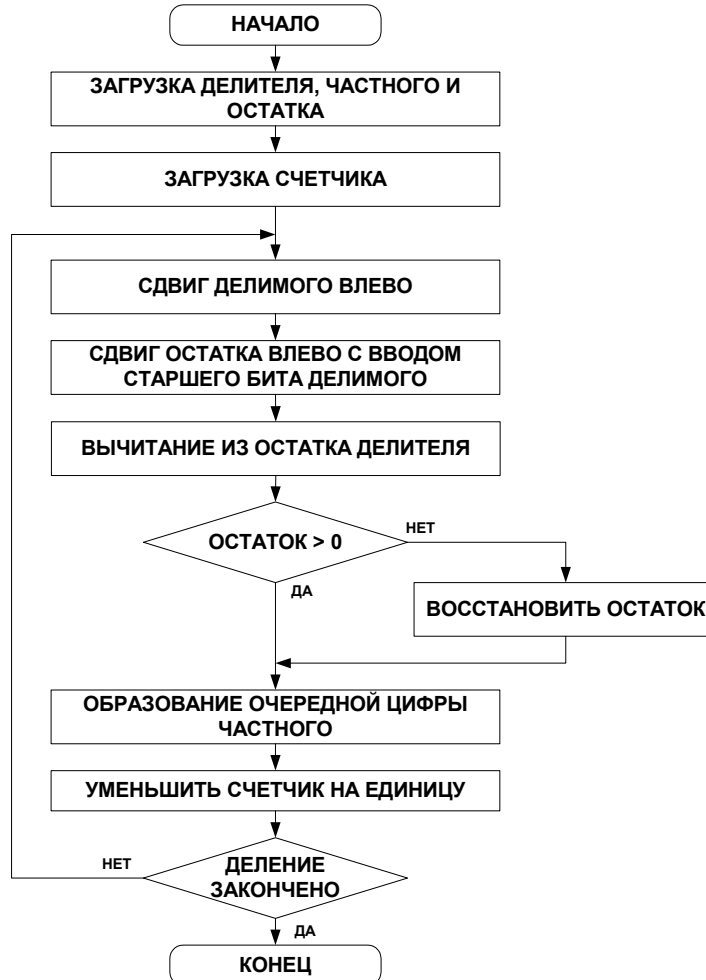 НАЧАЛО
ЗАГРУЗКА ДЕЛИТЕЛЯ, ЧАСТНОГО И
ОСТАТКА
ЗАГРУЗКА СЧЕТЧИКА
СДВИГ ДЕЛИМОГО ВЛЕВО
СДВИГ ОСТАТКА ВЛЕВО С ВВОДОМ
СТАРШЕГО БИТА ДЕЛИМОГО
ВЫЧИТАНИЕ ИЗ ОСТАТКА ДЕЛИТЕЛЯ
ОСТАТОК > 0
НЕТ
ДА
ВОССТАНОВИТЬ ОСТАТОК
ОБРАЗОВАНИЕ ОЧЕРЕДНОЙ ЦИФРЫ
ЧАСТНОГО
УМЕНЬШИТЬ СЧЕТЧИК НА ЕДИНИЦУ
НЕТ
ДЕЛЕНИЕ
ЗАКОНЧЕНО
ДА
КОНЕЦ